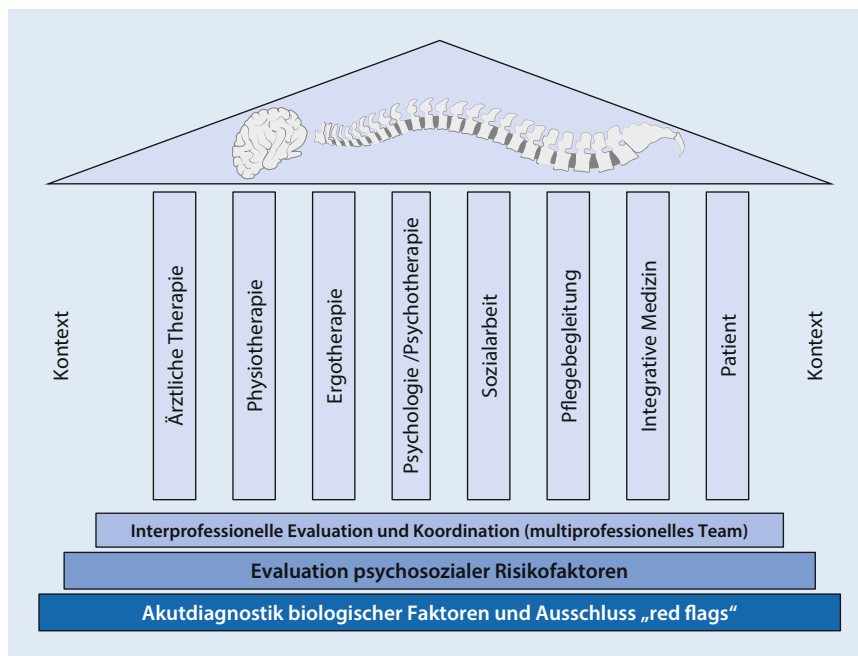 Kontext
Ärztliche Therapie
Physiotherapie
Ergotherapie
Psychologie /Psychotherapie
Sozialarbeit
Pflegebegleitung
Integrative Medizin
Patient
Kontext
Interprofessionelle Evaluation und Koordination (multiprofessionelles Team)
Evaluation psychosozialer Risikofaktoren
Akutdiagnostik biologischer Faktoren und Ausschluss „red flags“